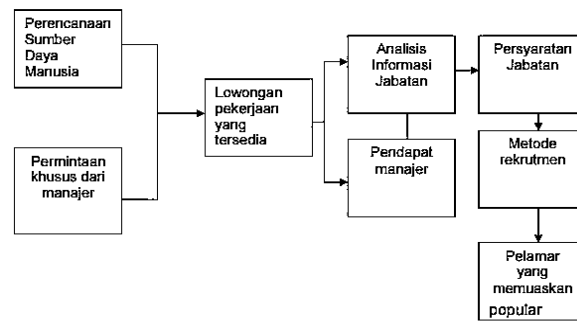 Perencanaan
Sumber
Daya
Manusia
Permintaan
khusus dari
manajer
Lowongan
pekerjaan
yang
tersedia
Analisis
Informasi
Jabatan
Pendapat
manajer
Persyaratan
Jabatan
Metode
rekrutmen
Pelamar
yang
memuaskan
popular